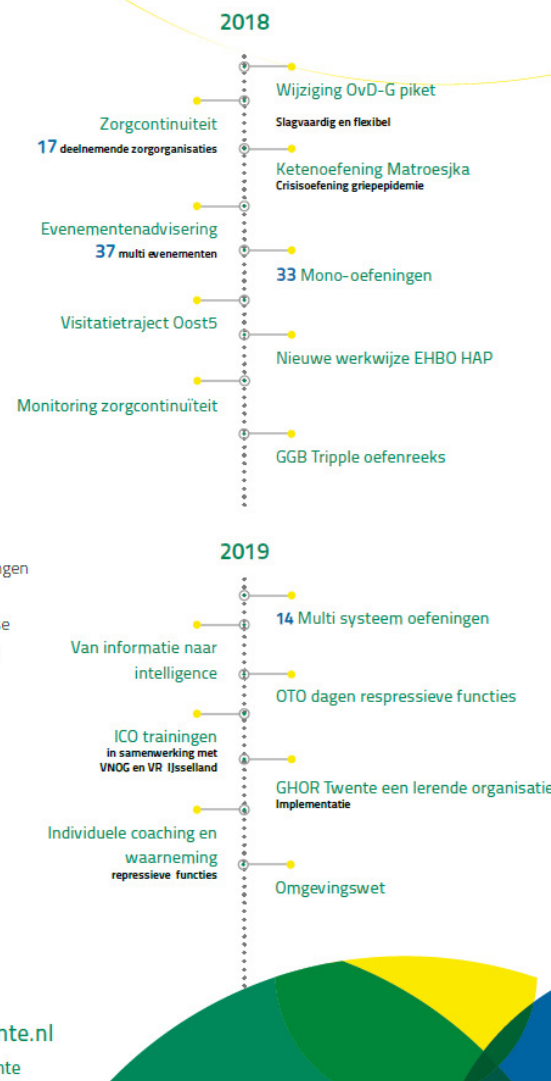 2018
Wijziging OvD-G piket
Slagvaardig en flexibel
Zorgcontinuiteit
17 deelnemende zorgorganisaties
Ketenoefening Matroesjka
Crisisoefening griepepidemie
Evenementenadvisering
37 multi evenementen
33 Mono-oefeningen
Visitatietraject Oost5
Nieuwe werkwijze EHBO HAP
Monitoring zorgcontinuïteit
GGB Tripple oefenreeks
2019
14 Multi systeem oefeningen
Van informatie naar
intelligence
OTO dagen respressieve functies
ICO trainingen
in samenwerking met
VNOG en VR IJsselland
GHOR Twente een lerende organisatie
Implementatie
Individuele coaching en
waarneming
repressieve functies
Omgevingswet
nte.nl
nte